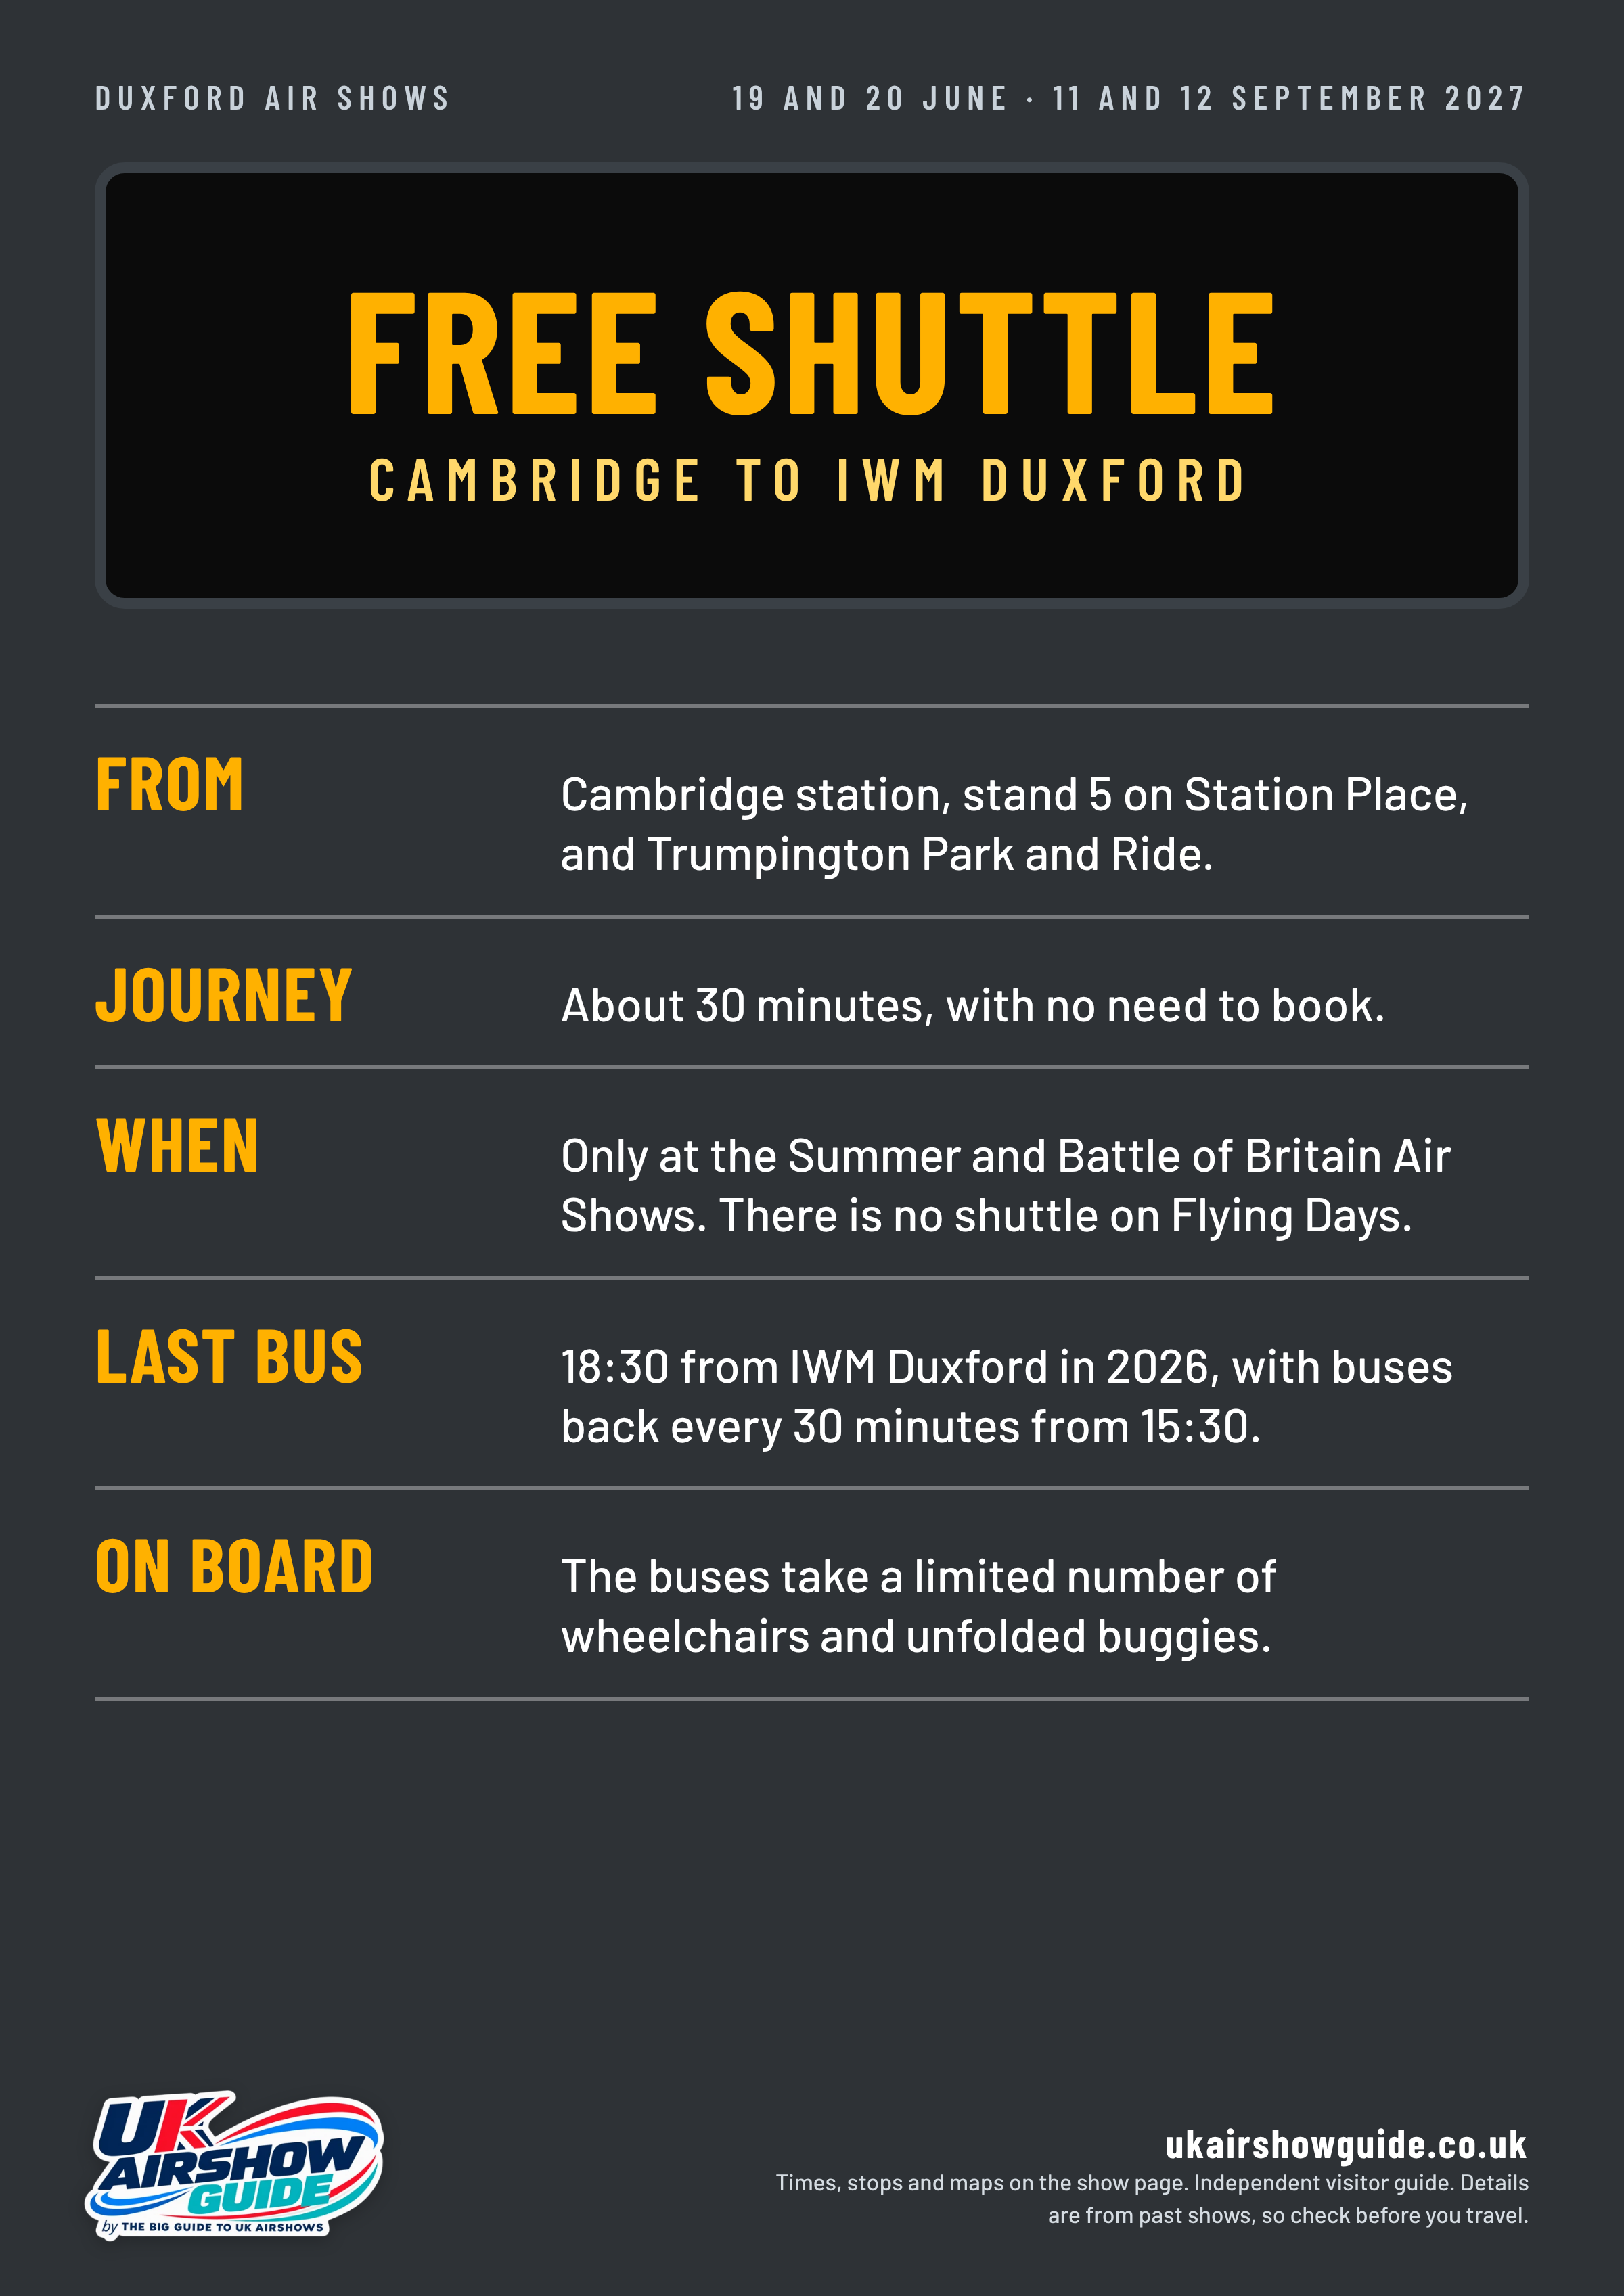 DUXFORD AIR SHOWS
19 AND 20 JUNE · 11 AND 12 SEPTEMBER 2027
FREE SHUTTLE
CAMBRIDGE TO IWM DUXFORD
FROM
Cambridge station, stand 5 on Station Place,
and Trumpington Park and Ride.
JOURNEY
About 30 minutes, with no need to book.
WHEN
Only at the Summer and Battle of Britain Air
Shows. There is no shuttle on Flying Days.
LAST BUS
18:30 from IWM Duxford in 2026, with buses
back every 30 minutes from 15:30.
ON BOARD
The buses take a limited number of
wheelchairs and unfolded buggies.
UK
AIRSHOW
GUIDE
by THE BIG GUIDE TO UK AIRSHOWS
ukairshowguide.co.uk
Times, stops and maps on the show page. Independent visitor guide. Details
are from past shows, so check before you travel.